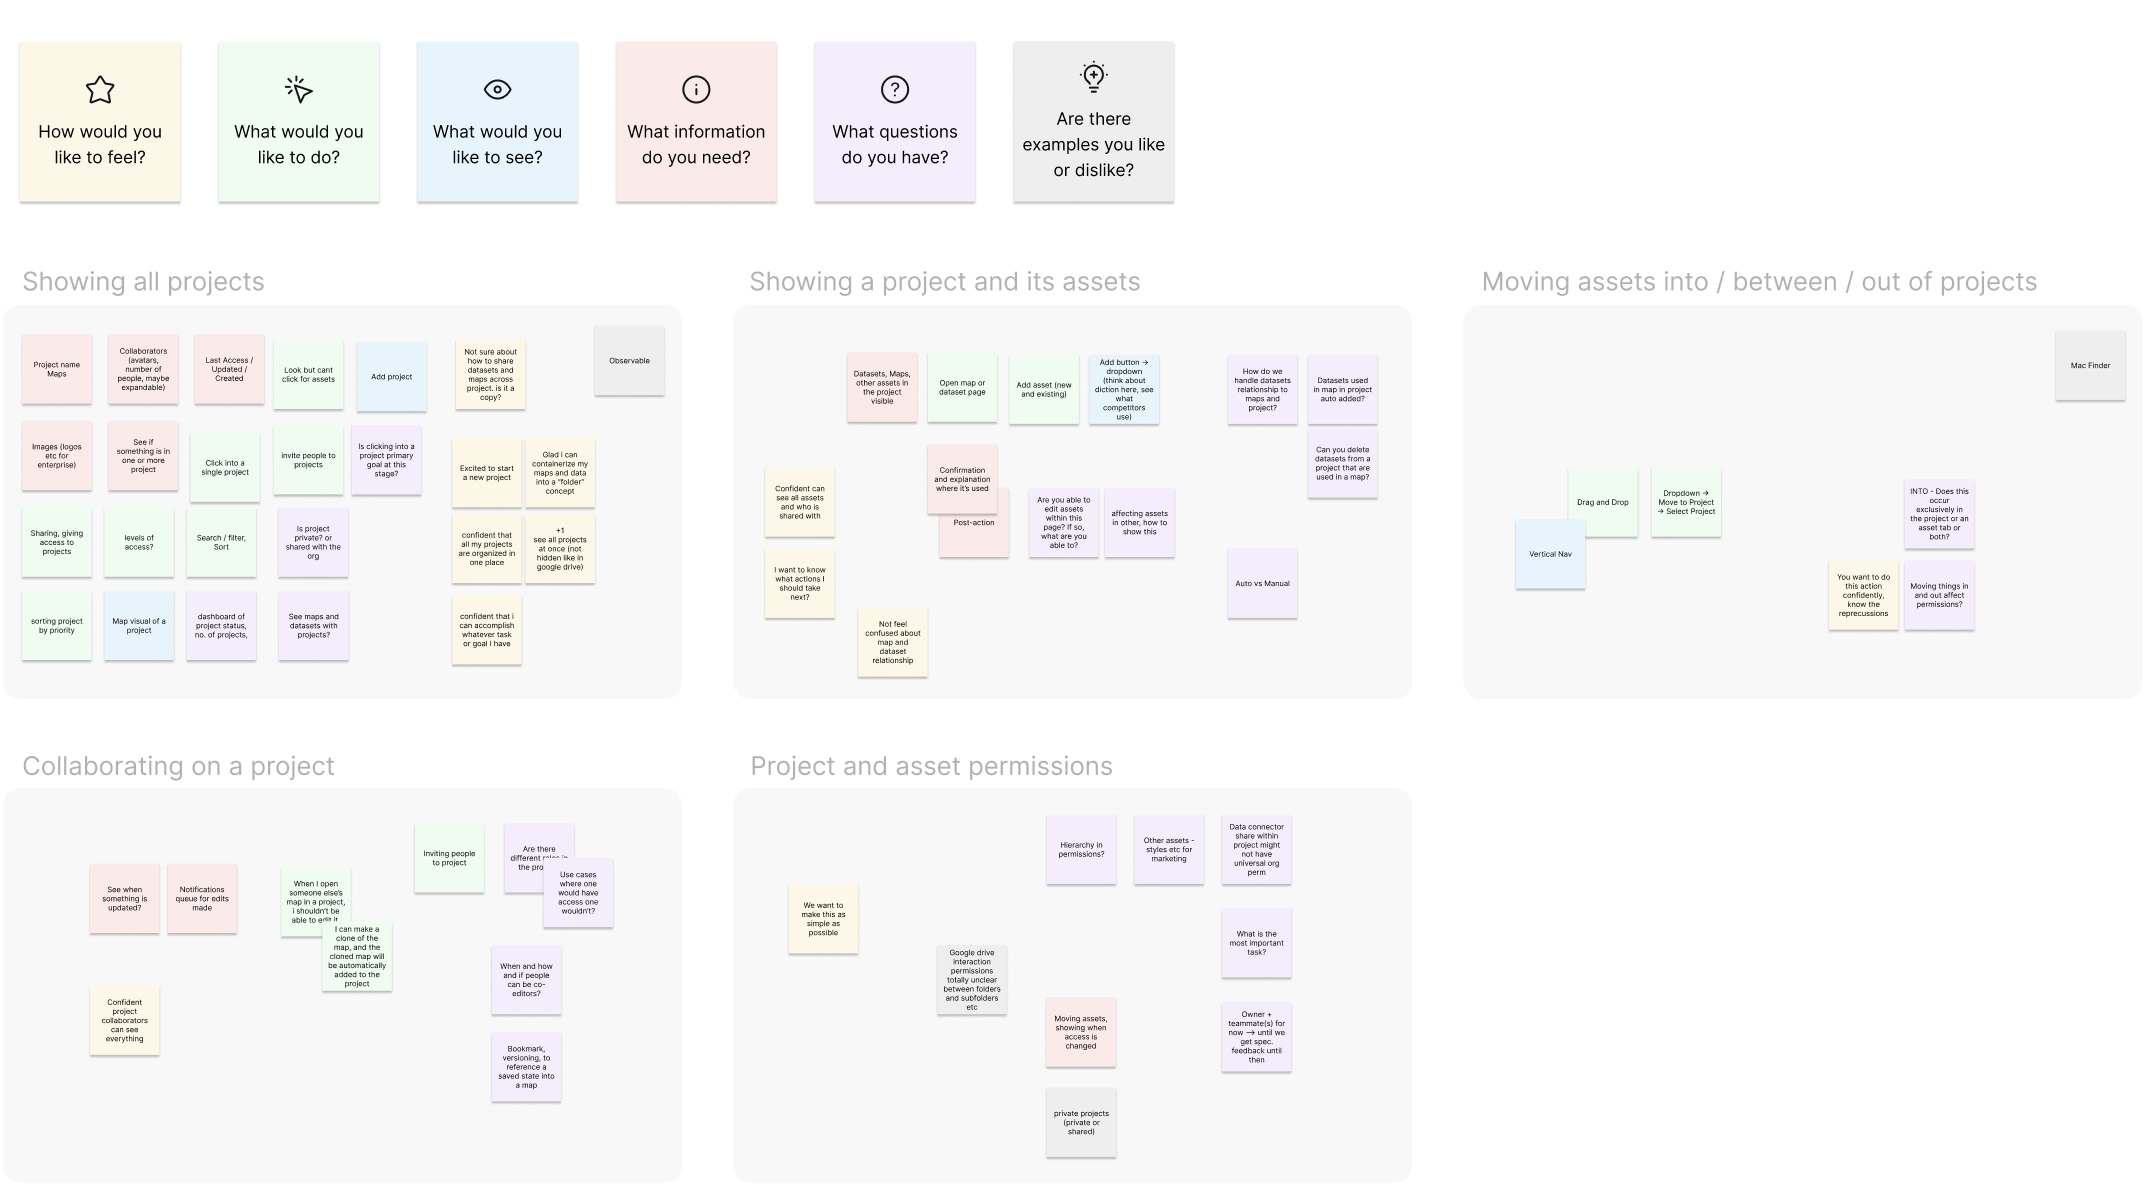 How would you
like to feel?
What would you
like to do?
What would you
like to see?
What information
do you need?
What questions
do you have?
Are there
examples you like
or dislike?
Showing all projects
Project name
Maps
Collaborators
(avatars,
number of
people, maybe
expandable)
Last Access /
Updated /
Created
Look but cant
click for assets
Add project
Not sure about
how to share
datasets and
maps across
project. is it a
copy?
Observable
Images (logos
etc for
enterprise)
See if
something is in
one or more
project
Click into a
single project
invite people to
projects
Is clicking into a
project primary
goal at this
stage?
Excited to start
a new project
Glad i can
containerize my
maps and data
into a "folder"
concept
Sharing, giving
access to
projects
levels of
access?
Search / filter,
Sort
Is project
private? or
shared with the
org
confident that
all my projects
are organized in
one place
+1
see all projects
at once (not
hidden like in
google drive)
sorting project
by priority
Map visual of a
project
dashboard of
project status,
no. of projects,
See maps and
datasets with
projects?
confident that i
can accomplish
whatever task
or goal I have
Showing a project and its assets
Datasets, Maps,
other assets in
the project
visible
Open map or
dataset page
Add asset (new
and existing)
Add button →
dropdown
(think about
diction here, see
what
competitors
use)
How do we
handle datasets
relationship to
maps and
project?
Datasets used
in map in project
auto added?
Can you delete
datasets from a
project that are
used in a map?
Confident can
see all assets
and who is
shared with
Confirmation
and explanation
where it's used
Post-action
Are you able to
edit assets
within this
page? If so,
what are you
able to?
affecting assets
in other, how to
show this
I want to know
what actions I
should take
next?
Auto vs Manual
Not feel
confused about
map and
dataset
relationship
Moving assets into / between / out of projects
Mac Finder
Drag and Drop
Dropdown →
Move to Project
→ Select Project
Vertical Nav
INTO - Does this
occur
exclusively in
the project or an
asset tab or
both?
You want to do
this action
confidently,
know the
reprecussions
Moving things in
and out affect
permissions?
Collaborating on a project
See when
something is
updated?
Notifications
queue for edits
made
When I open
someone else's
map in a project,
i shouldn't be
able to edit it
I can make a
clone of the
map, and the
cloned map will
be automatically
added to the
project
Inviting people
to project
Are there
different roles in
the
Use cases
where one
would have
access one
wouldn't?
When and how
and if people
can be co-
editors?
Confident
project
collaborators
can see
everything
Bookmark,
versioning, to
reference a
saved state into
a map
Project and asset permissions
Hierarchy in
permissions?
Other assets -
styles etc for
marketing
Data connector
share within
project might
not have
universal org
perm
We want to
make this as
simple as
possible
Google drive
interaction
permissions
totally unclear
between folders
and subfolders
etc
What is the
most important
task?
Moving assets,
showing when
access is
changed
Owner +
teammate(s) for
now → until we
get spec.
feedback until
then
private projects
(private or
shared)